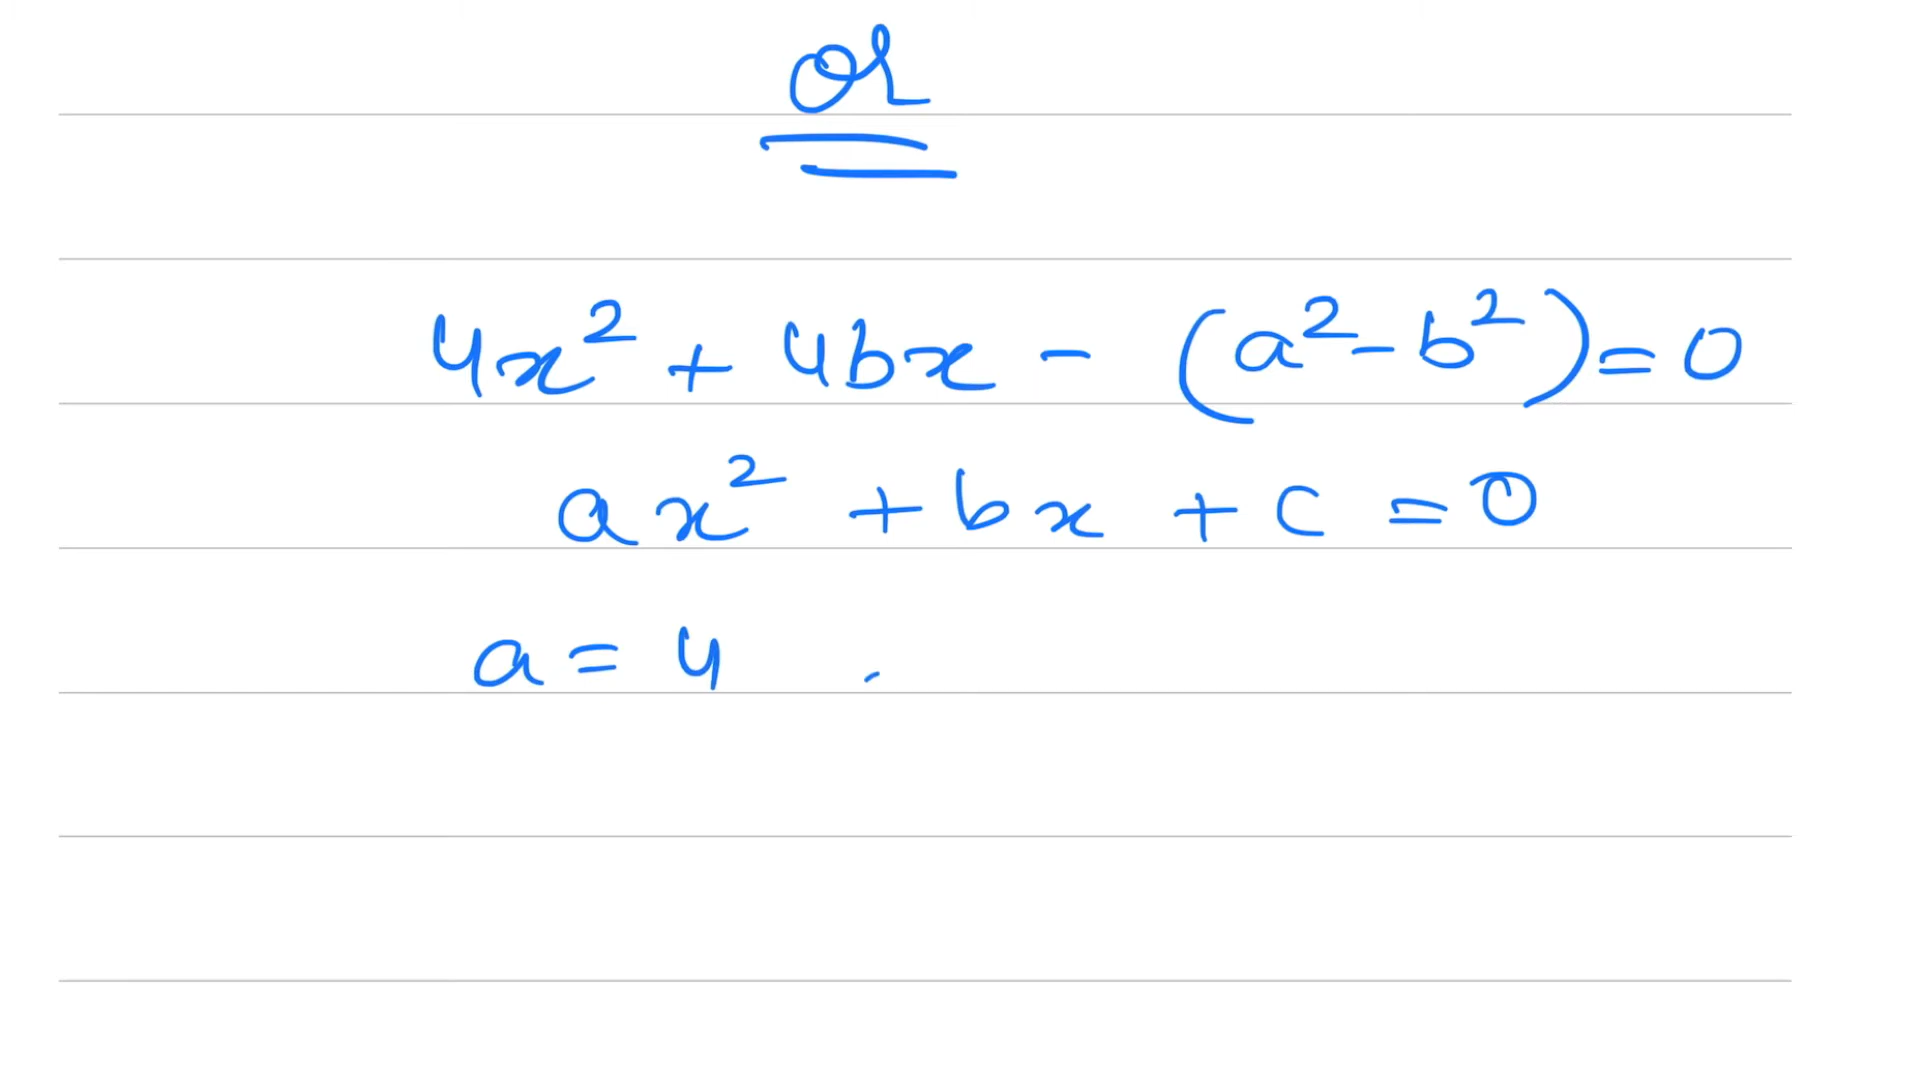 or
4x² + 4bx - (a² - b²) = 0
ax² + bx + c = 0
a = 4 ,